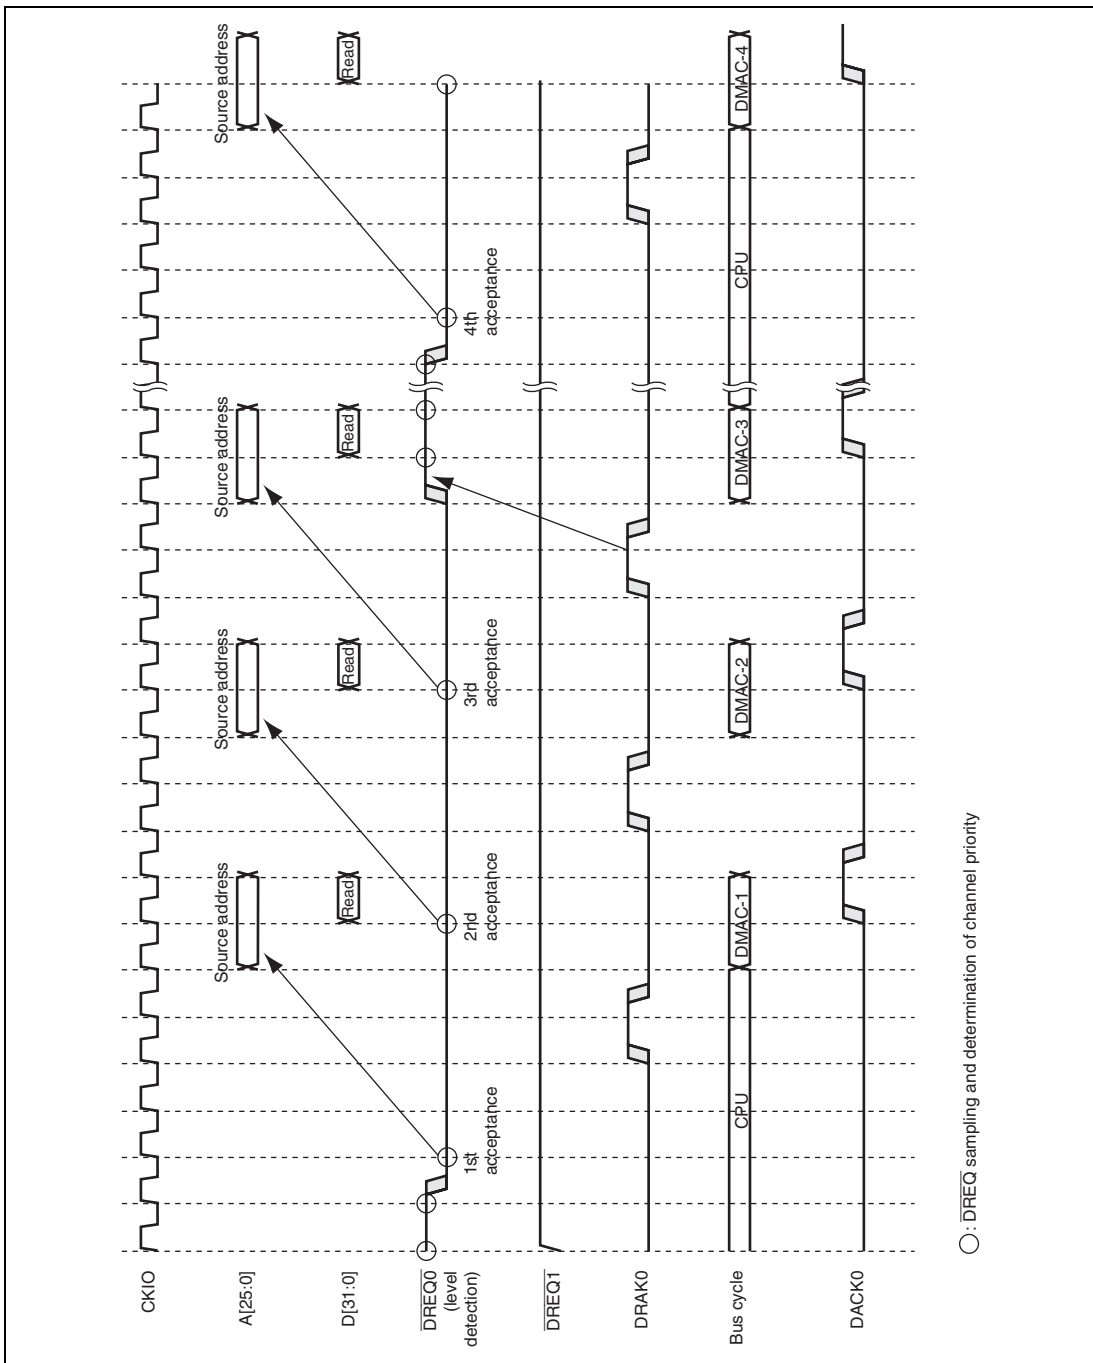 CKIO
A[25:0]
Source address
Source address
Source address
Source address
D[31:0]
Read
Read
Read
Read
DREQ0
(level
detection)
1st
acceptance
2nd
acceptance
3rd
acceptance
4th
acceptance
DREQ1
DRAK0
Bus cycle
CPU
DMAC-1
DMAC-2
DMAC-3
CPU
DMAC-4
DACK0
: DREQ sampling and determination of channel priority